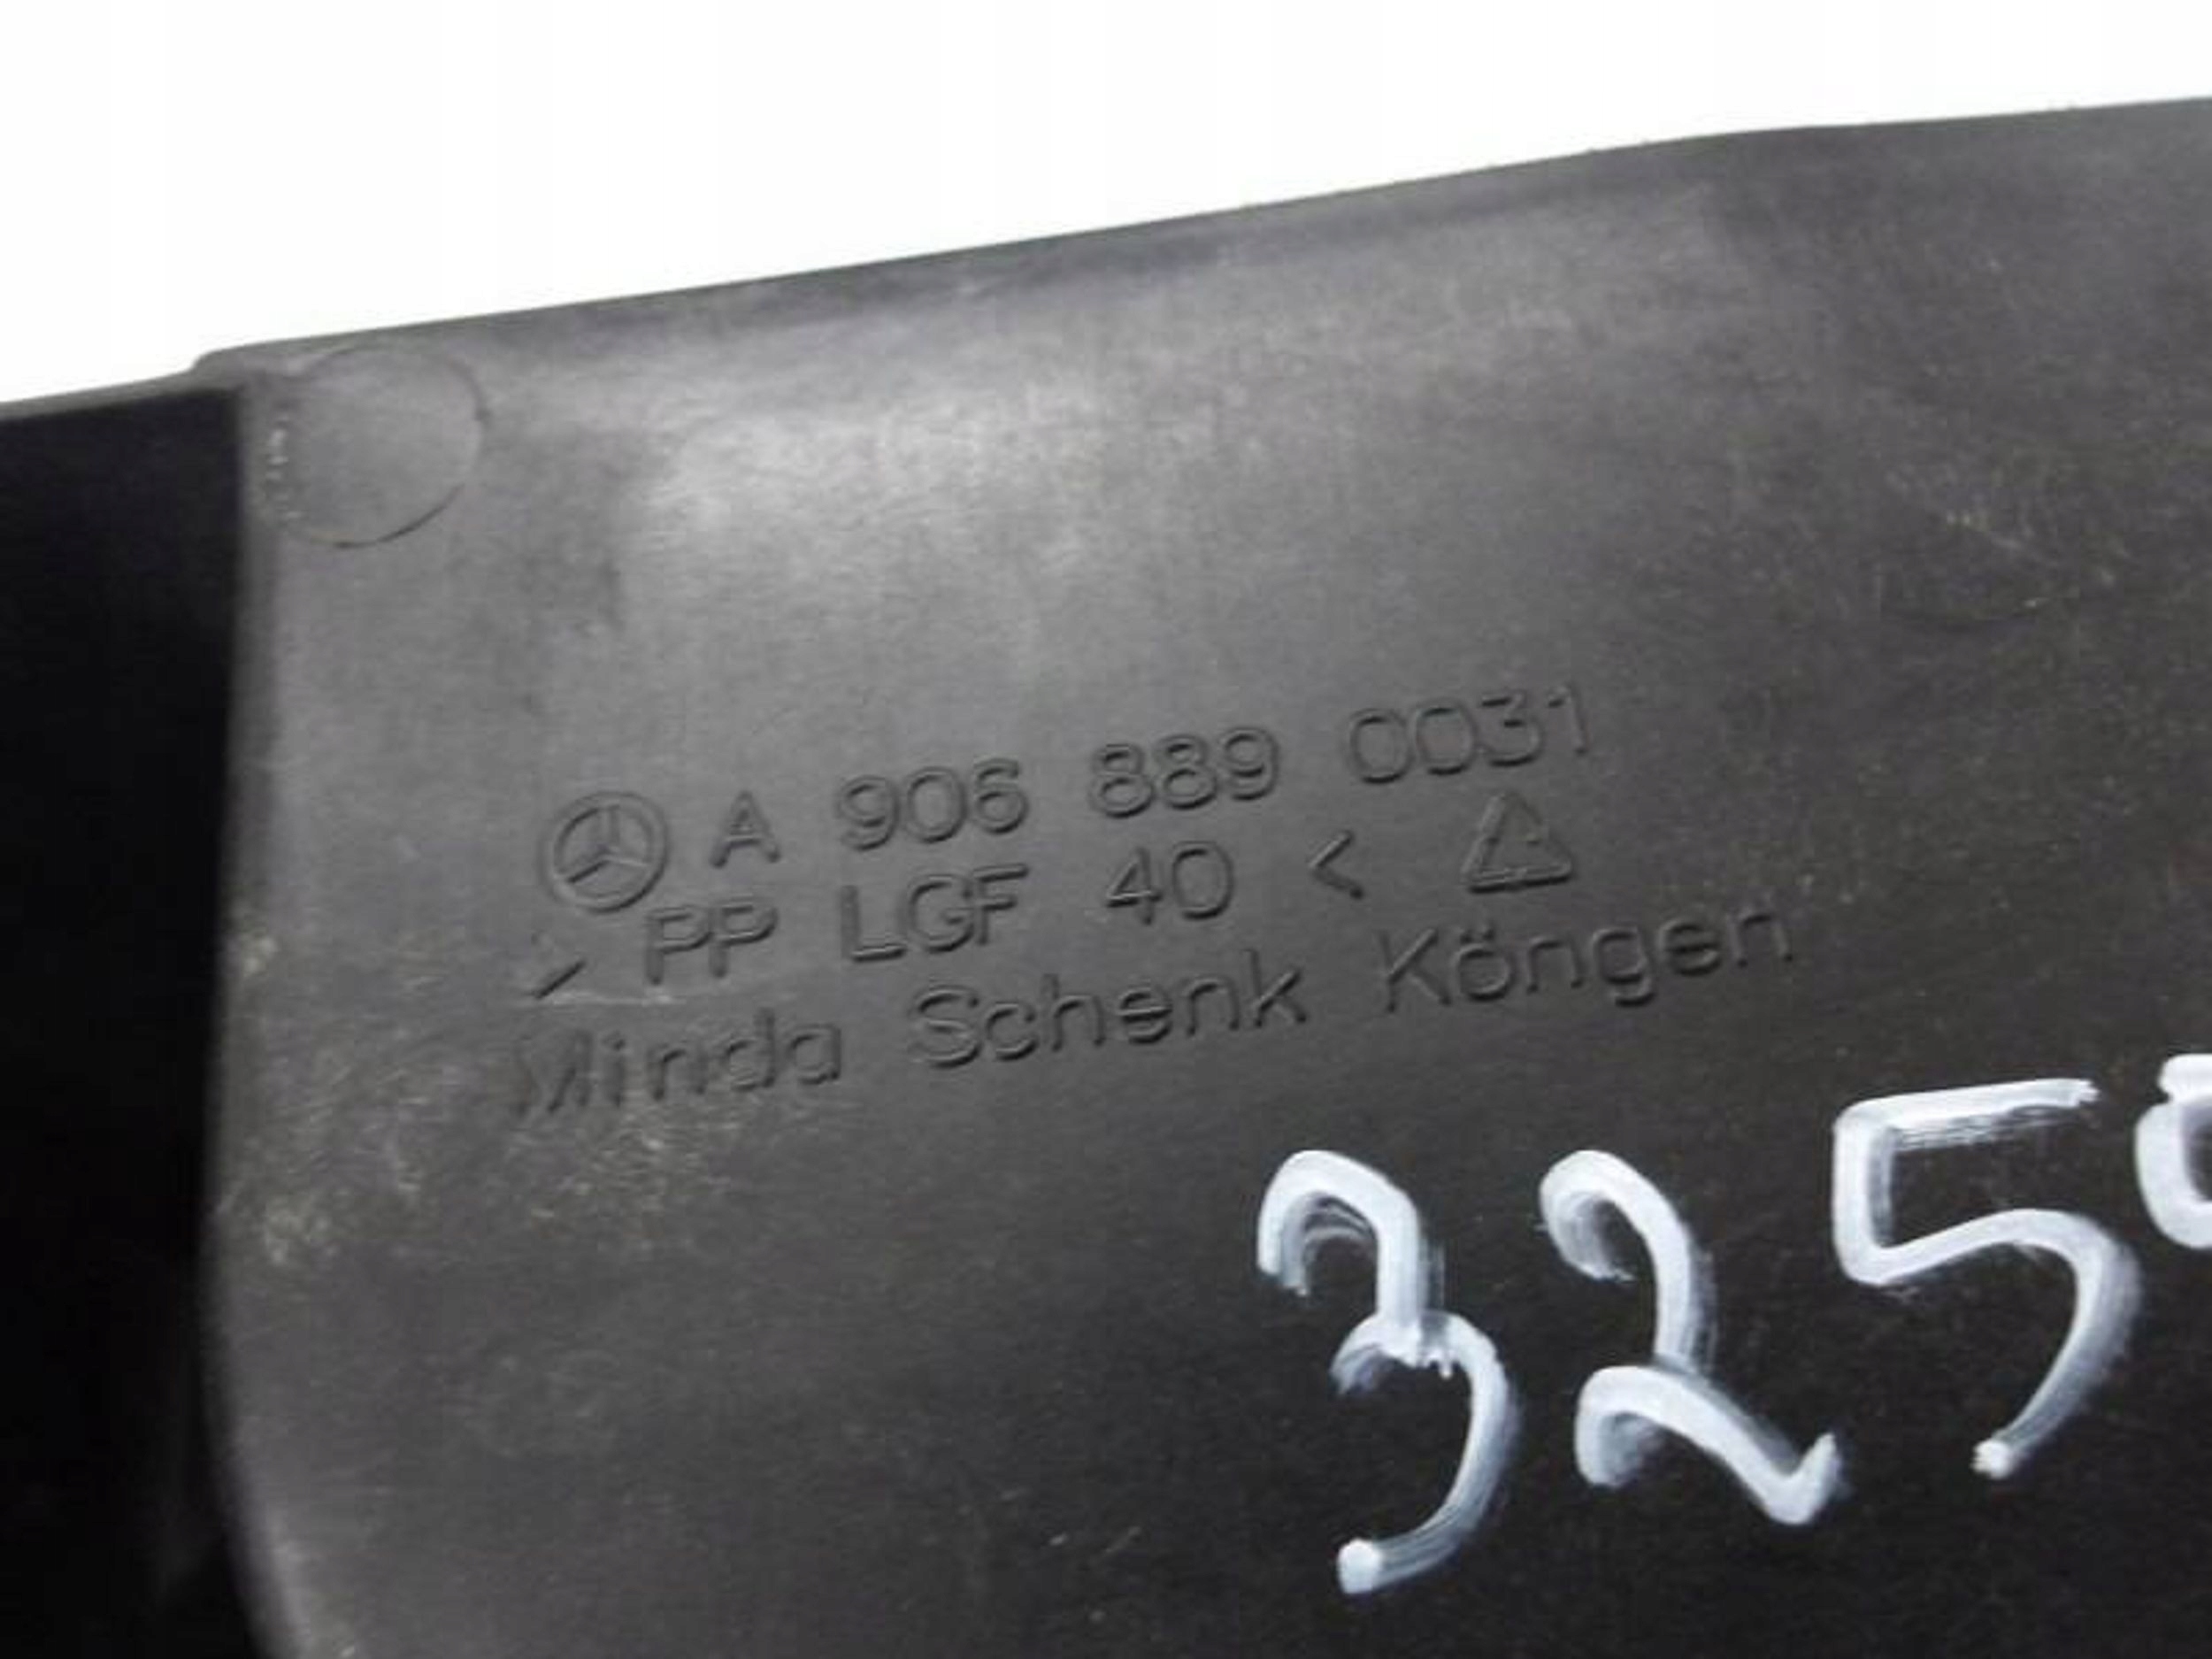 A 906 889 0031
> PP LGF 40 <
Minda Schenk Köngen
325